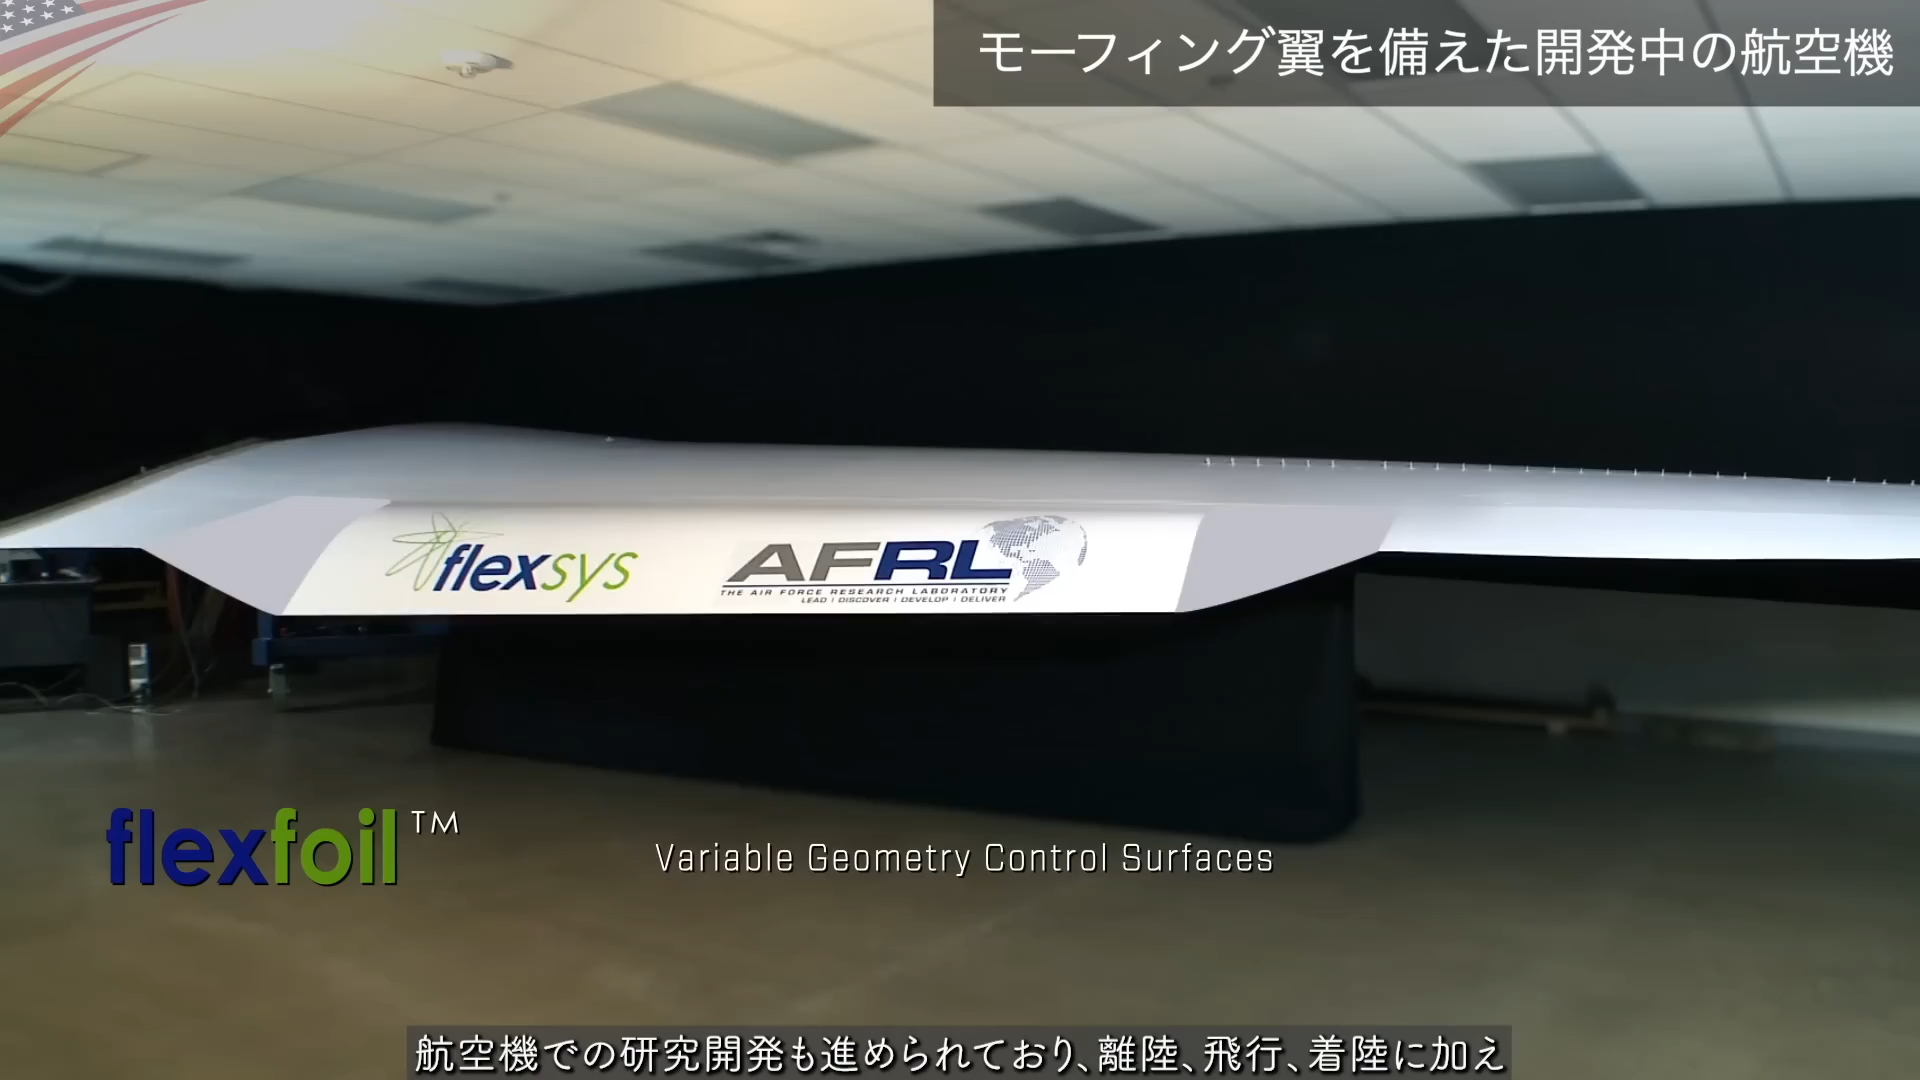 モーフィング翼を備えた開発中の航空機
flexsys
AFRL
THE AIR FORCE RESEARCH LABORATORY
LEAD | DISCOVER | DEVELOP | DELIVER
flexfoil™
Variable Geometry Control Surfaces
航空機での研究開発も進められており、離陸、飛行、着陸に加え